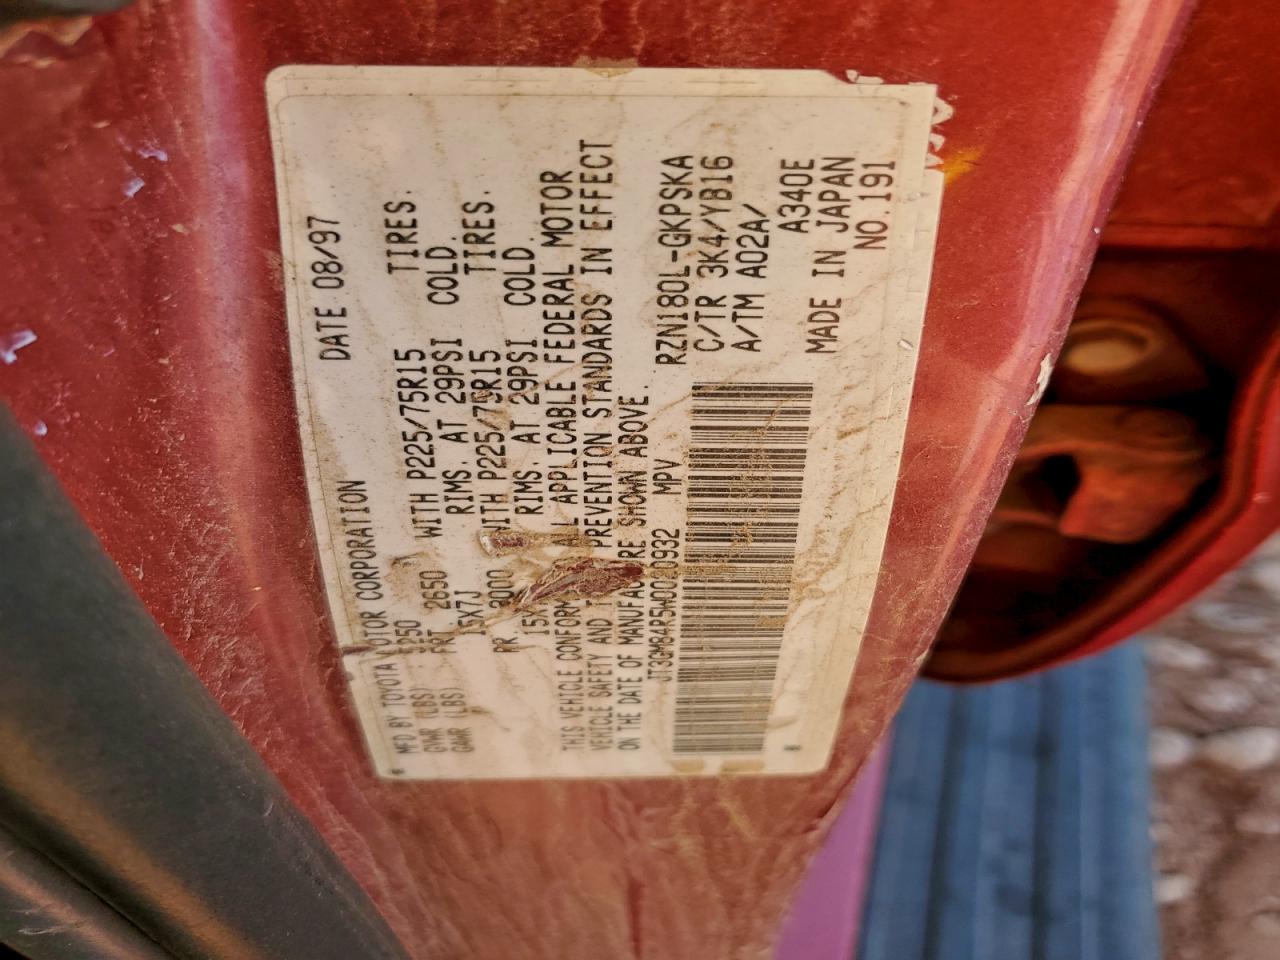 DATE 08/97
MFD BY TOYOTA MOTOR CORPORATION
GVWR (LBS) 5250 WITH P225/75R15 TIRES.
GAWR (LBS) FRT 2650 RIMS. AT 29PSI COLD.
15X7J WITH P225/75R15 TIRES.
RR 3000 RIMS. AT 29PSI COLD.
THIS VEHICLE CONFORMS ALL APPLICABLE FEDERAL MOTOR
VEHICLE SAFETY AND PREVENTION STANDARDS IN EFFECT
ON THE DATE OF MANUFACTURE SHOWN ABOVE.
MPV
RZN180L-GKPSKA
C/TR 3K4/YB16
A/TM A02A/
A340E
MADE IN JAPAN
NO.191